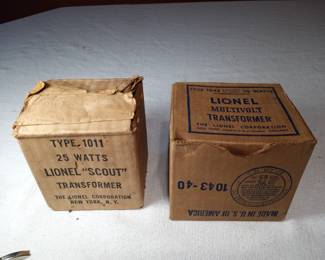 TYPE 1011
25 WATTS
LIONEL "SCOUT"
TRANSFORMER
THE LIONEL CORPORATION
NEW YORK, N. Y.
LIONEL
MULTIVOLT
TRANSFORMER
THE LIONEL CORPORATION
1043-40
MADE IN U.S. OF AMERICA